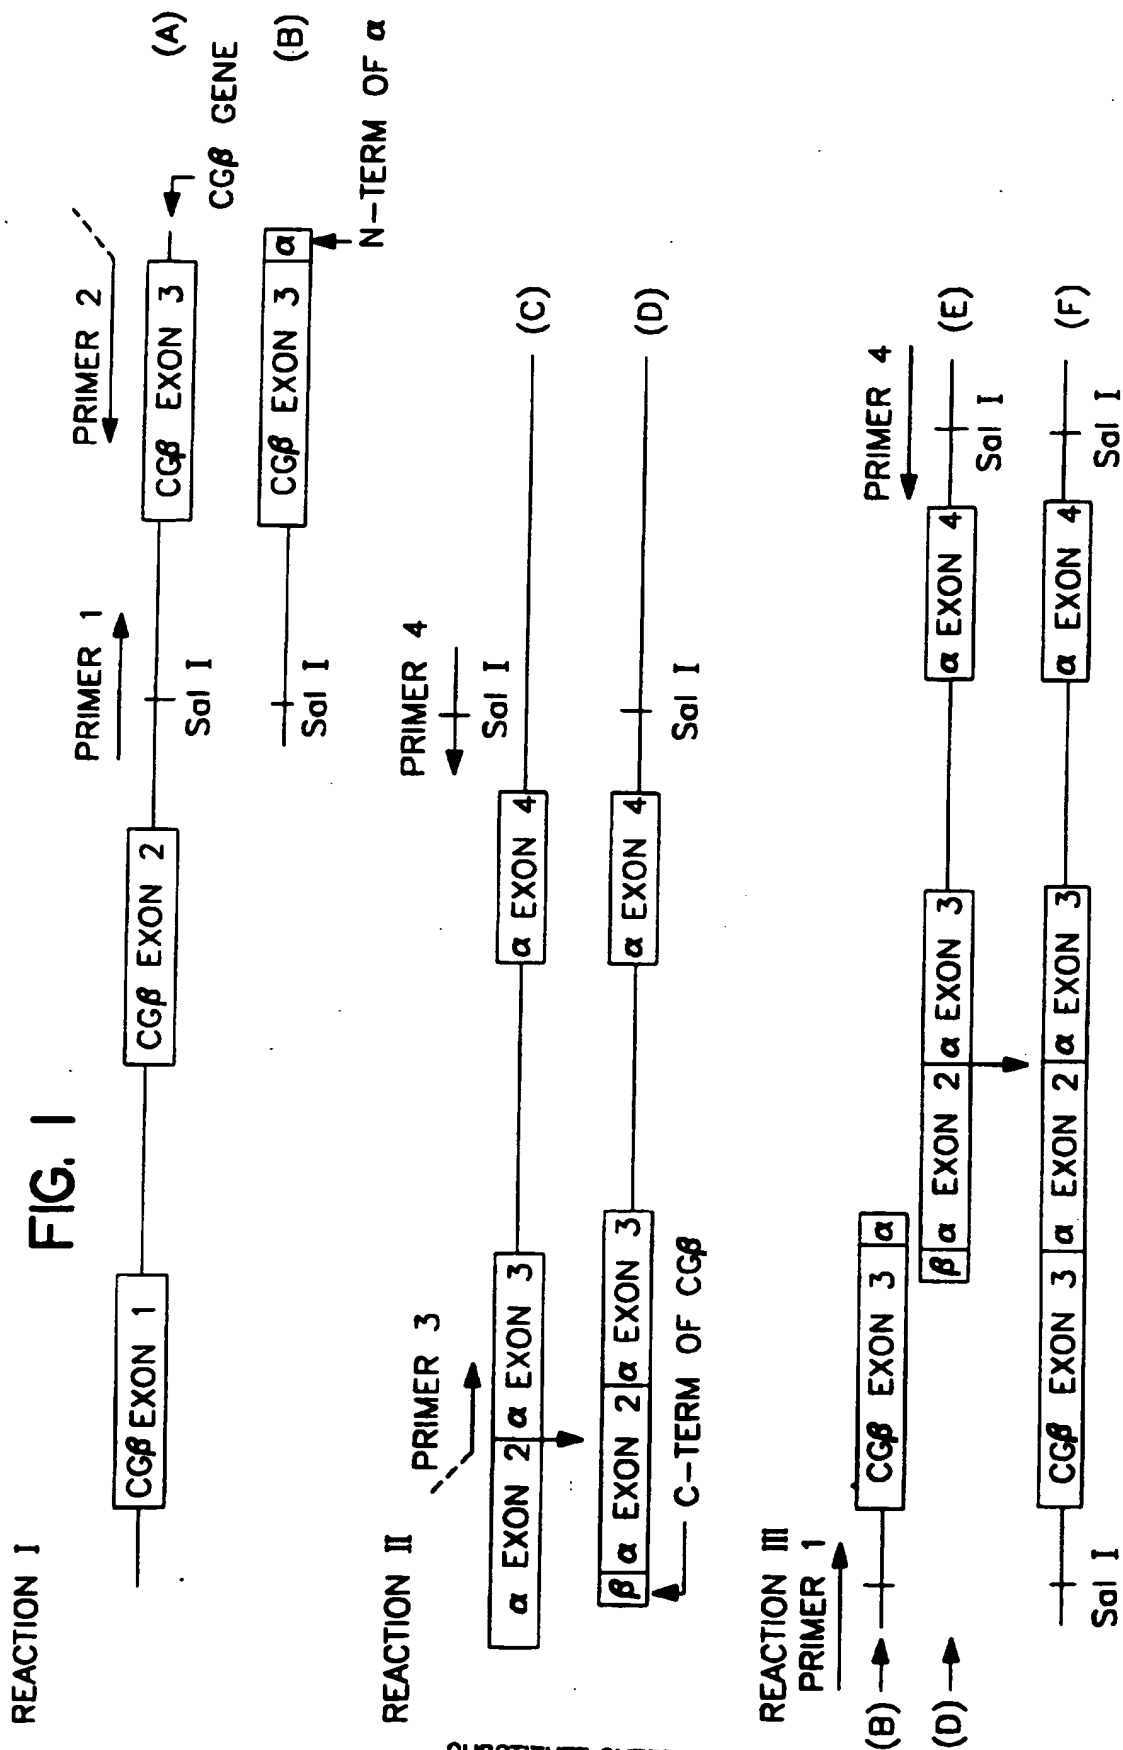 FIG. 1
REACTION I
PRIMER 1
PRIMER 2
CGβ EXON 1
CGβ EXON 2
CGβ EXON 3
(A)
Sal I
CGβ GENE
CGβ EXON 3
α
(B)
Sal I
N-TERM OF α
REACTION II
PRIMER 3
PRIMER 4
α EXON 2
α EXON 3
α EXON 4
Sal I
(C)
β
α EXON 2
α EXON 3
α EXON 4
Sal I
(D)
C-TERM OF CGβ
REACTION III
PRIMER 1
(B)
CGβ EXON 3
α
PRIMER 4
(D)
β
α EXON 2
α EXON 3
α EXON 4
Sal I
(E)
CGβ EXON 3
α EXON 2
α EXON 3
α EXON 4
(F)
Sal I
Sal I